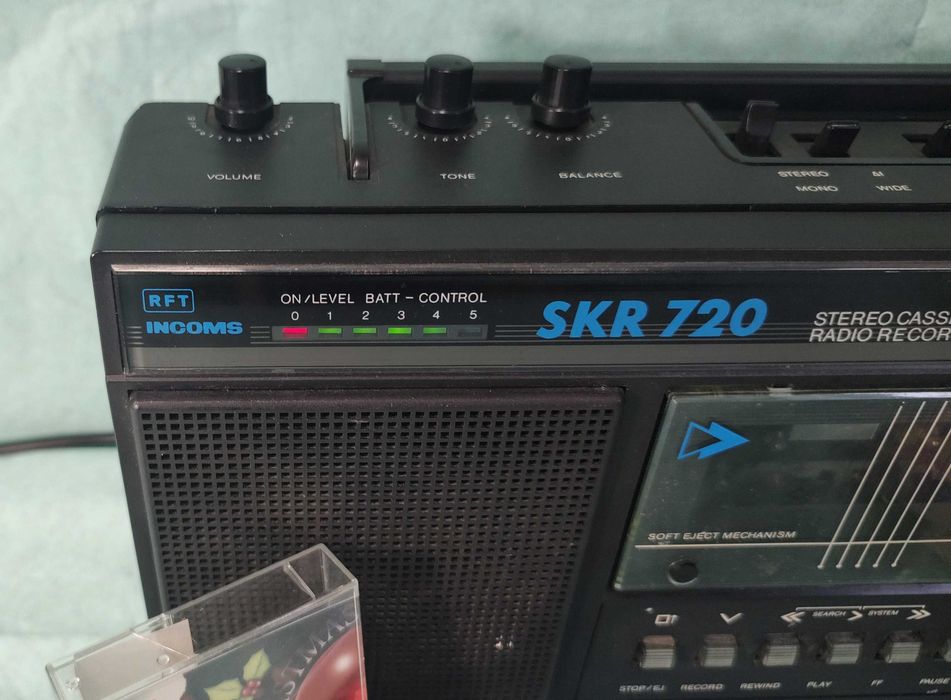 VOLUME TONE BALANCE
STEREO ΔI
MONO WIDE
RFT
INCOMS
ON/LEVEL BATT-CONTROL
0 1 2 3 4 5
SKR 720
STEREO CASS
RADIO RECOR
SOFT EJECT MECHANISM
SEARCH SYSTEM
STOP/EJ. RECORD REWIND PLAY FF PAUSE